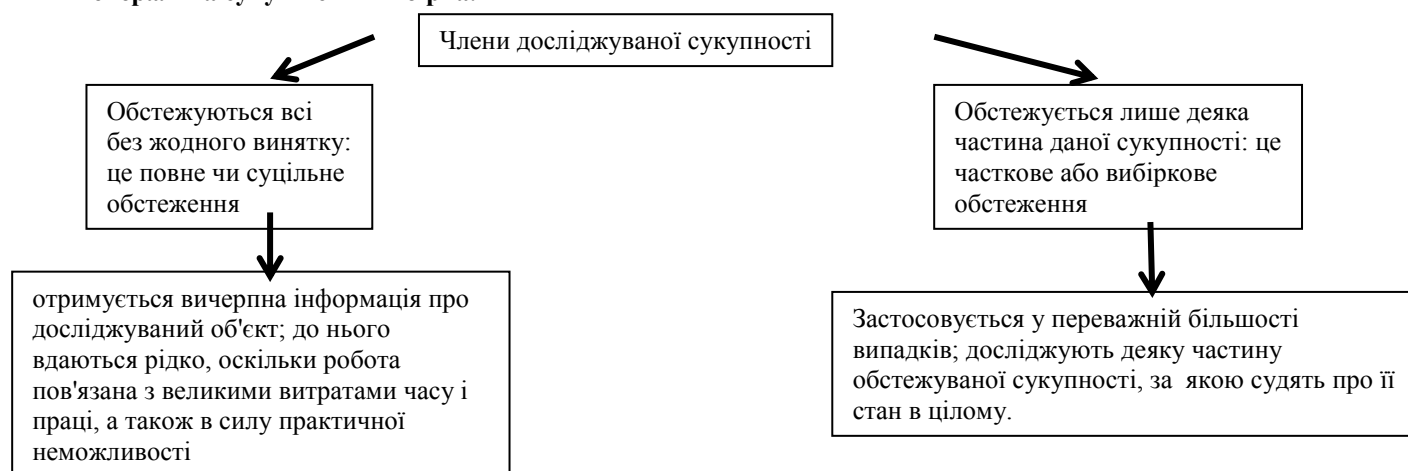 Члени досліджуваної сукупності
Обстежуються всі
без жодного винятку:
це повне чи суцільне
обстеження
Обстежується лише деяка
частина даної сукупності: це
часткове або вибіркове
обстеження
отримується вичерпна інформація про
досліджуваний об'єкт; до нього
вдаються рідко, оскільки робота
пов'язана з великими витратами часу і
праці, а також в силу практичної
неможливості
Застосовується у переважній більшості
випадків; досліджують деяку частину
обстежуваної сукупності, за якою судять про її
стан в цілому.